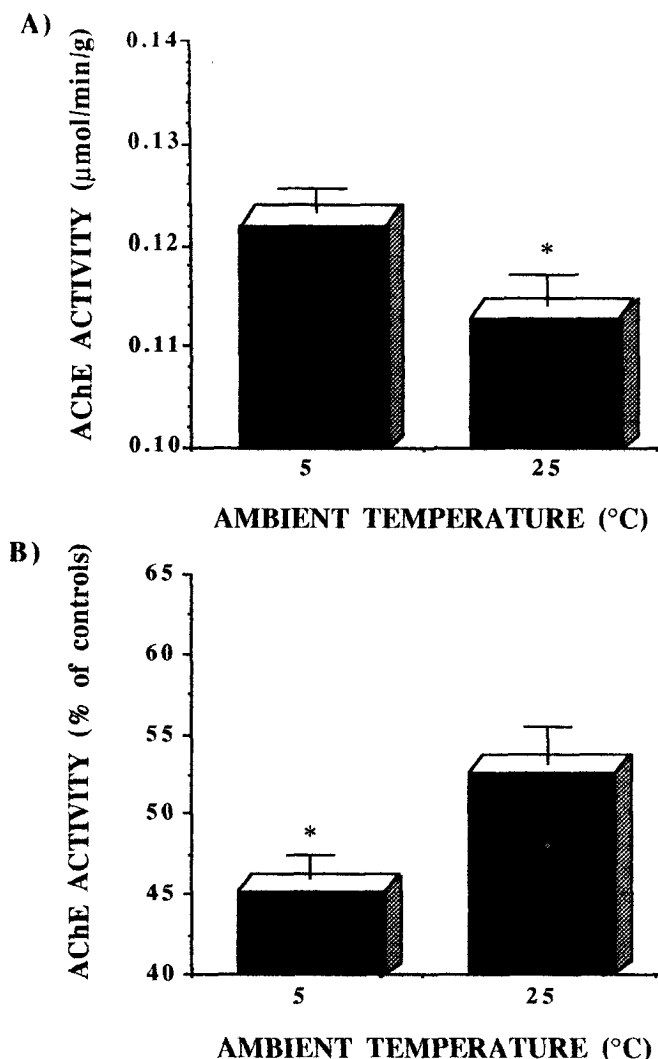 A)
AChE ACTIVITY (μmol/min/g)
0.14
0.13
0.12
0.11
0.10
*
5
25
AMBIENT TEMPERATURE (°C)
B)
AChE ACTIVITY (% of controls)
65
60
55
50
45
40
*
5
25
AMBIENT TEMPERATURE (°C)